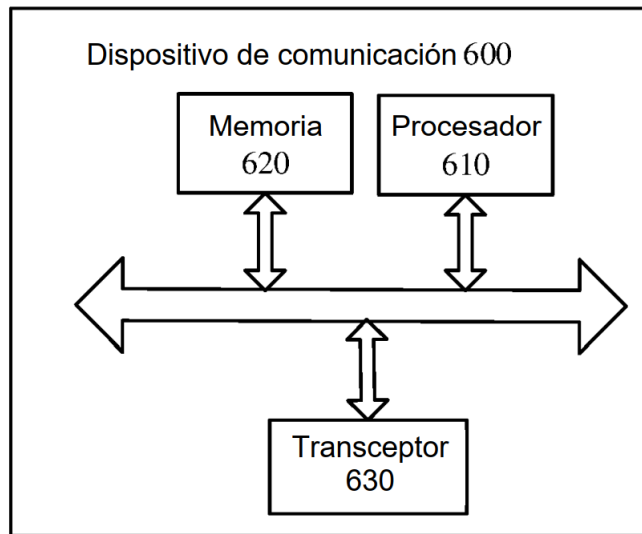 Dispositivo de comunicación 600
Memoria
620
Procesador
610
Transceptor
630